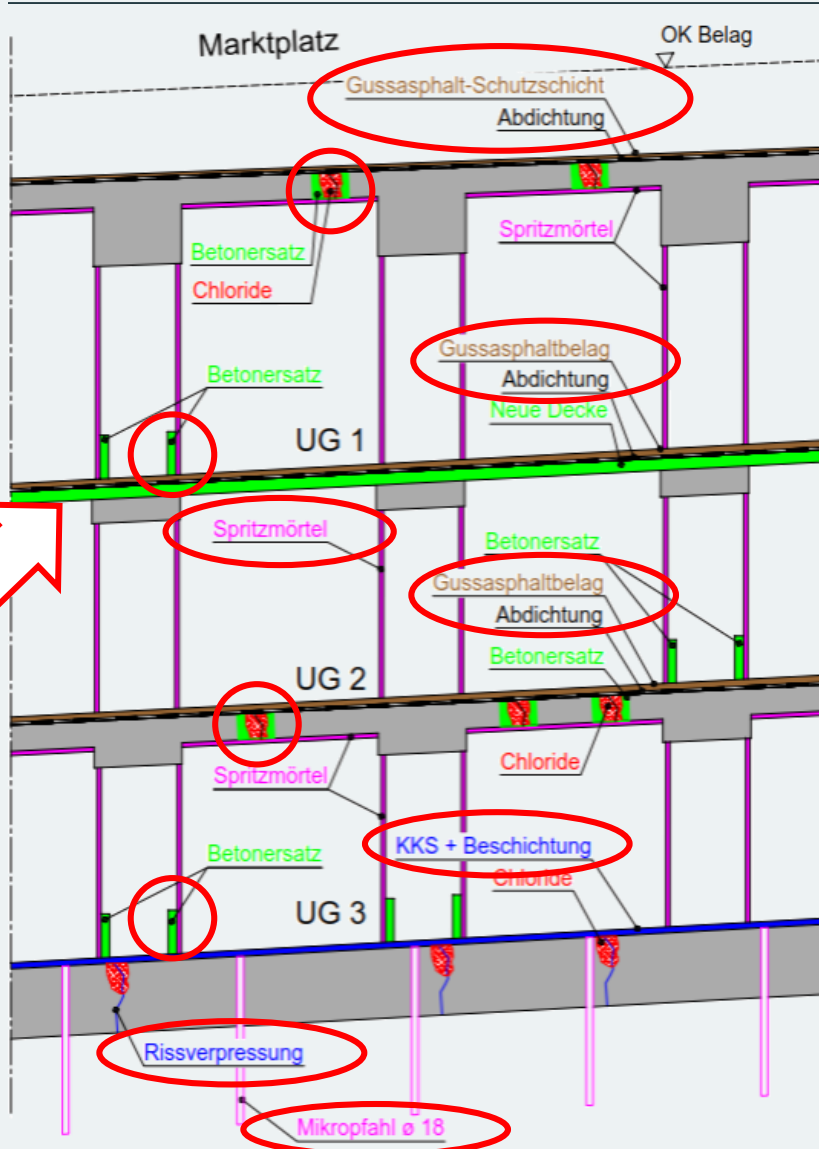 Marktplatz
OK Belag
Gussasphalt-Schutzschicht
Abdichtung
Betonersatz
Chloride
Spritzmörtel
Gussasphaltbelag
Abdichtung
Neue Decke
Betonersatz
UG 1
Spritzmörtel
Betonersatz
Gussasphaltbelag
Abdichtung
Betonersatz
UG 2
Chloride
Spritzmörtel
KKS + Beschichtung
Chloride
Betonersatz
UG 3
Rissverpressung
Mikropfahl ø 18